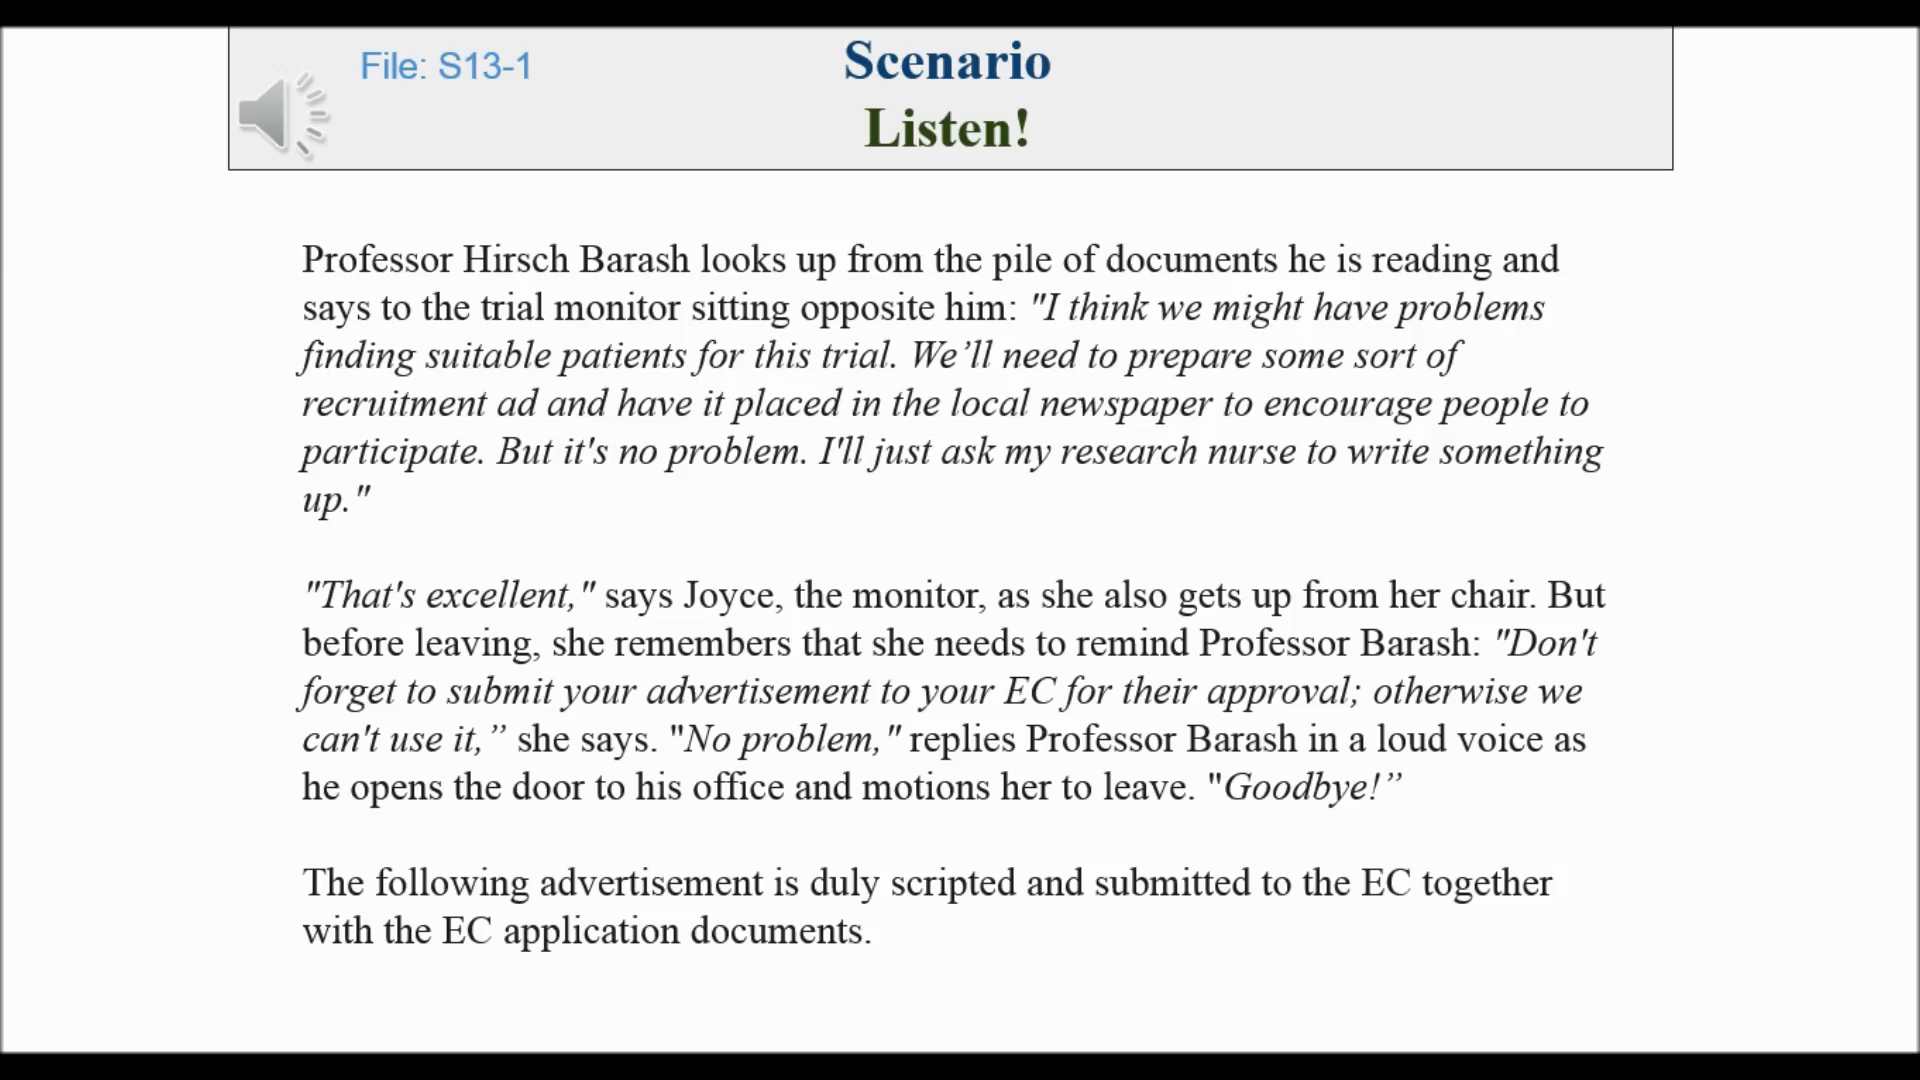 File: S13-1
Scenario
Listen!
Professor Hirsch Barash looks up from the pile of documents he is reading and
says to the trial monitor sitting opposite him: "I think we might have problems
finding suitable patients for this trial. We’ll need to prepare some sort of
recruitment ad and have it placed in the local newspaper to encourage people to
participate. But it's no problem. I'll just ask my research nurse to write something
up."
"That's excellent," says Joyce, the monitor, as she also gets up from her chair. But
before leaving, she remembers that she needs to remind Professor Barash: "Don't
forget to submit your advertisement to your EC for their approval; otherwise we
can't use it,” she says. "No problem," replies Professor Barash in a loud voice as
he opens the door to his office and motions her to leave. "Goodbye!”
The following advertisement is duly scripted and submitted to the EC together
with the EC application documents.